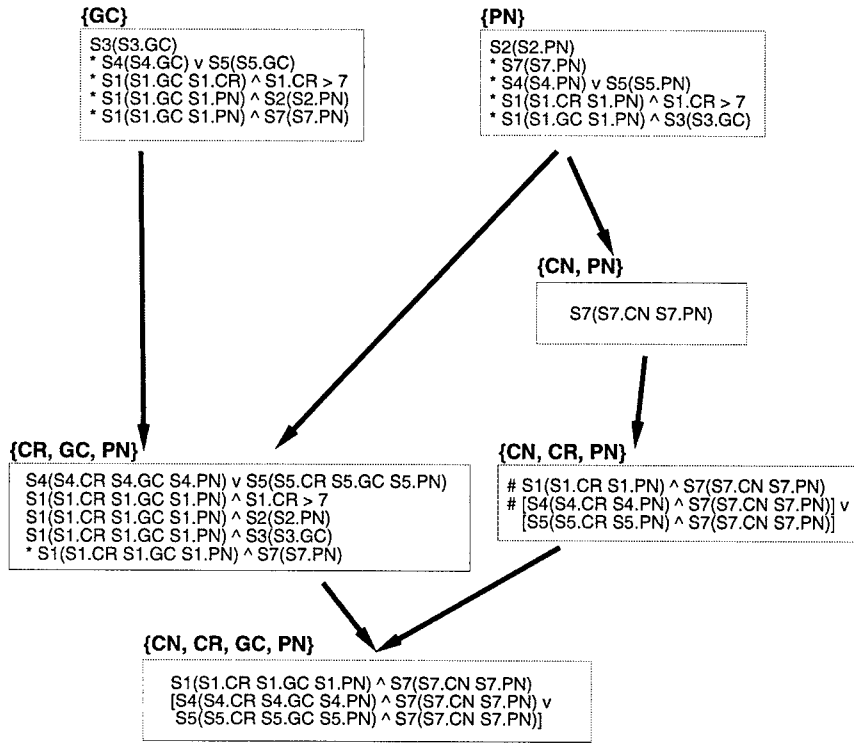 {GC}
S3(S3.GC)
* S4(S4.GC) v S5(S5.GC)
* S1(S1.GC S1.CR) ^ S1.CR > 7
* S1(S1.GC S1.PN) ^ S2(S2.PN)
* S1(S1.GC S1.PN) ^ S7(S7.PN)
{PN}
S2(S2.PN)
* S7(S7.PN)
* S4(S4.PN) v S5(S5.PN)
* S1(S1.CR S1.PN) ^ S1.CR > 7
* S1(S1.GC S1.PN) ^ S3(S3.GC)
{CN, PN}
S7(S7.CN S7.PN)
{CR, GC, PN}
S4(S4.CR S4.GC S4.PN) v S5(S5.CR S5.GC S5.PN)
S1(S1.CR S1.GC S1.PN) ^ S1.CR > 7
S1(S1.CR S1.GC S1.PN) ^ S2(S2.PN)
S1(S1.CR S1.GC S1.PN) ^ S3(S3.GC)
* S1(S1.CR S1.GC S1.PN) ^ S7(S7.PN)
{CN, CR, PN}
# S1(S1.CR S1.PN) ^ S7(S7.CN S7.PN)
# [S4(S4.CR S4.PN) ^ S7(S7.CN S7.PN)] v
[S5(S5.CR S5.PN) ^ S7(S7.CN S7.PN)]
{CN, CR, GC, PN}
S1(S1.CR S1.GC S1.PN) ^ S7(S7.CN S7.PN)
[S4(S4.CR S4.GC S4.PN) ^ S7(S7.CN S7.PN) v
S5(S5.CR S5.GC S5.PN) ^ S7(S7.CN S7.PN)]